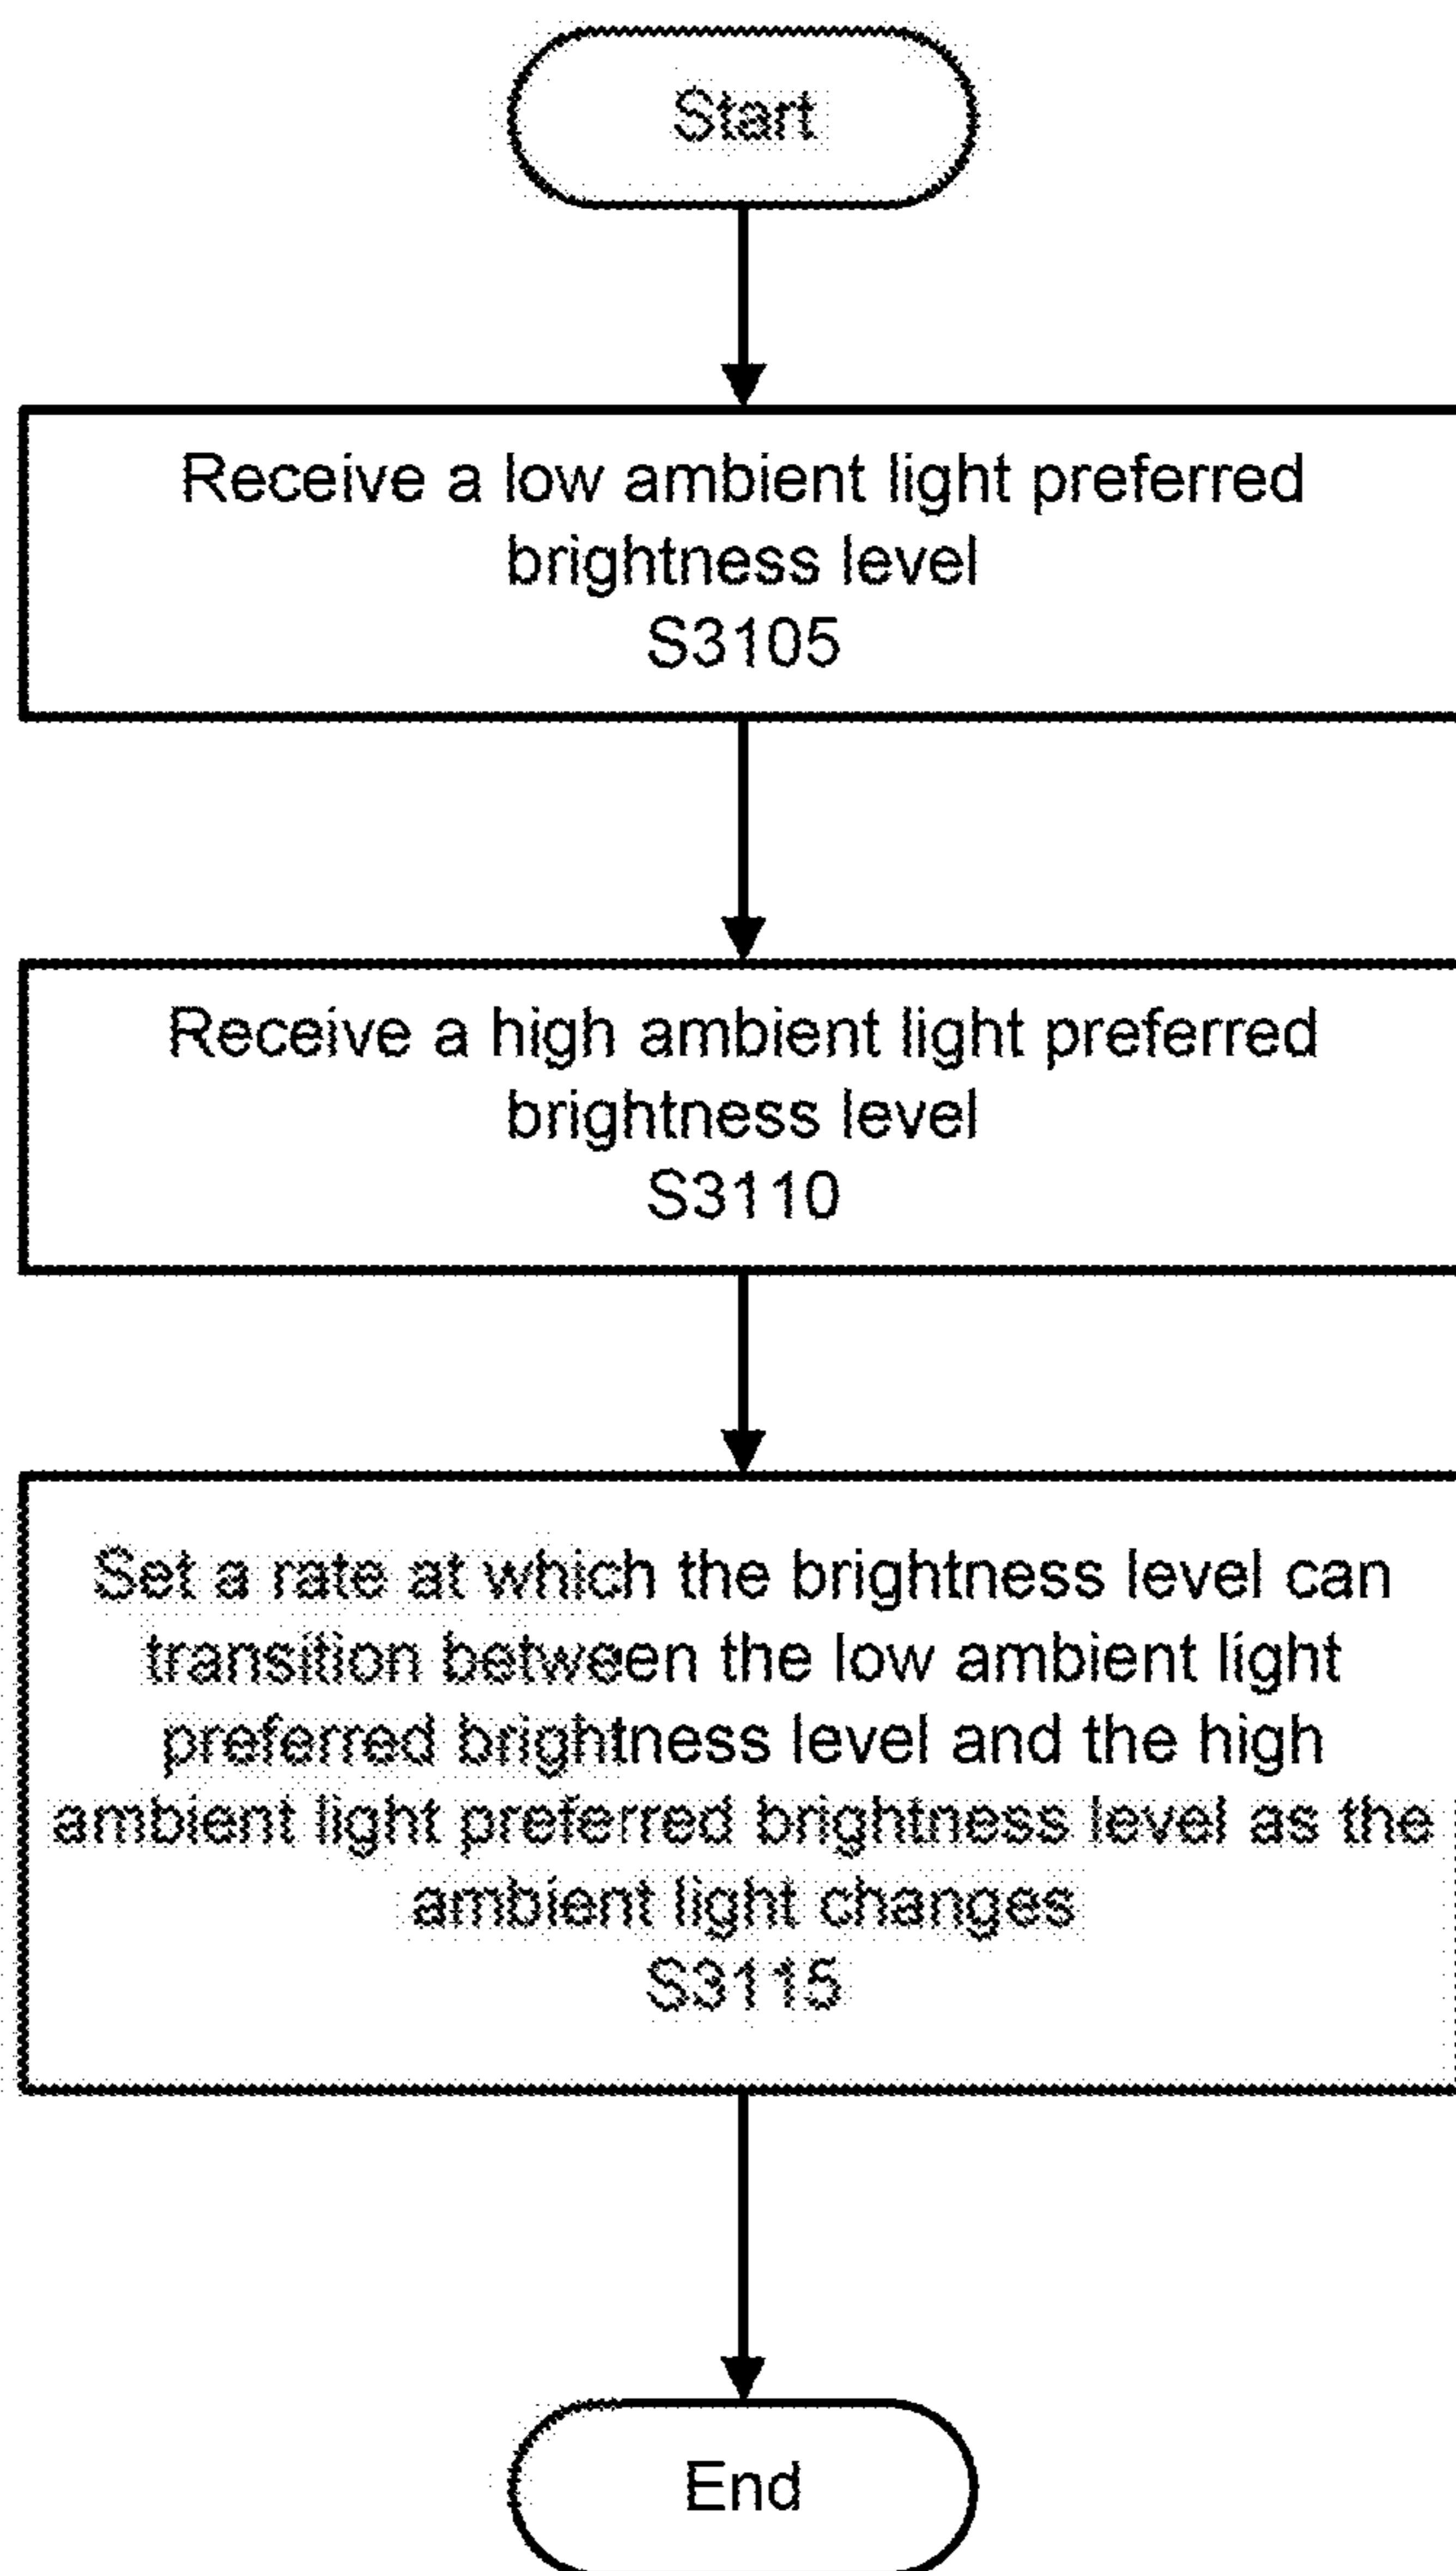 Start
Receive a low ambient light preferred
brightness level
S3105
Receive a high ambient light preferred
brightness level
S3110
Set a rate at which the brightness level can
transition between the low ambient light
preferred brightness level and the high
ambient light preferred brightness level as the
ambient light changes
S3115
End